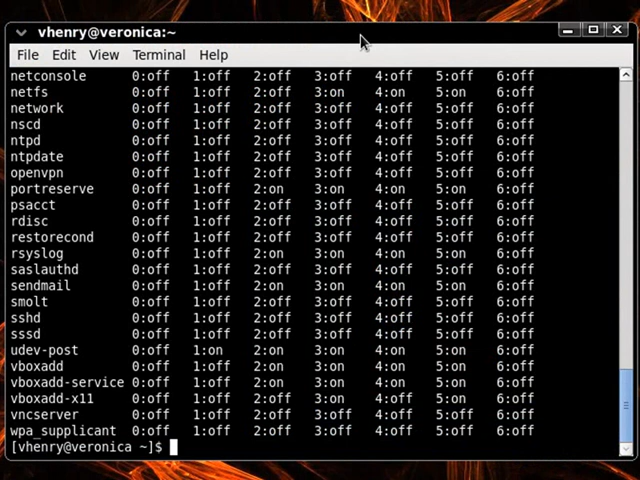 vhenry@veronica:~
File Edit View Terminal Help
netconsole 0:off 1:off 2:off 3:off 4:off 5:off 6:off
netfs 0:off 1:off 2:off 3:on 4:on 5:on 6:off
network 0:off 1:off 2:off 3:off 4:off 5:off 6:off
nscd 0:off 1:off 2:off 3:off 4:off 5:off 6:off
ntpd 0:off 1:off 2:off 3:off 4:off 5:off 6:off
ntpdate 0:off 1:off 2:off 3:off 4:off 5:off 6:off
openvpn 0:off 1:off 2:off 3:off 4:off 5:off 6:off
portreserve 0:off 1:off 2:on 3:on 4:on 5:on 6:off
psacct 0:off 1:off 2:off 3:off 4:off 5:off 6:off
rdisc 0:off 1:off 2:off 3:off 4:off 5:off 6:off
restorecond 0:off 1:off 2:off 3:off 4:off 5:off 6:off
rsyslog 0:off 1:off 2:on 3:on 4:on 5:on 6:off
saslauthd 0:off 1:off 2:off 3:off 4:off 5:off 6:off
sendmail 0:off 1:off 2:on 3:on 4:on 5:on 6:off
smolt 0:off 1:off 2:off 3:off 4:off 5:off 6:off
sshd 0:off 1:off 2:off 3:off 4:off 5:off 6:off
sssd 0:off 1:off 2:off 3:off 4:off 5:off 6:off
udev-post 0:off 1:on 2:on 3:on 4:on 5:on 6:off
vboxadd 0:off 1:off 2:on 3:on 4:on 5:on 6:off
vboxadd-service 0:off 1:off 2:on 3:on 4:on 5:on 6:off
vboxadd-x11 0:off 1:off 2:off 3:on 4:off 5:on 6:off
vncserver 0:off 1:off 2:off 3:off 4:off 5:off 6:off
wpa_supplicant 0:off 1:off 2:off 3:off 4:off 5:off 6:off
[vhenry@veronica ~]$